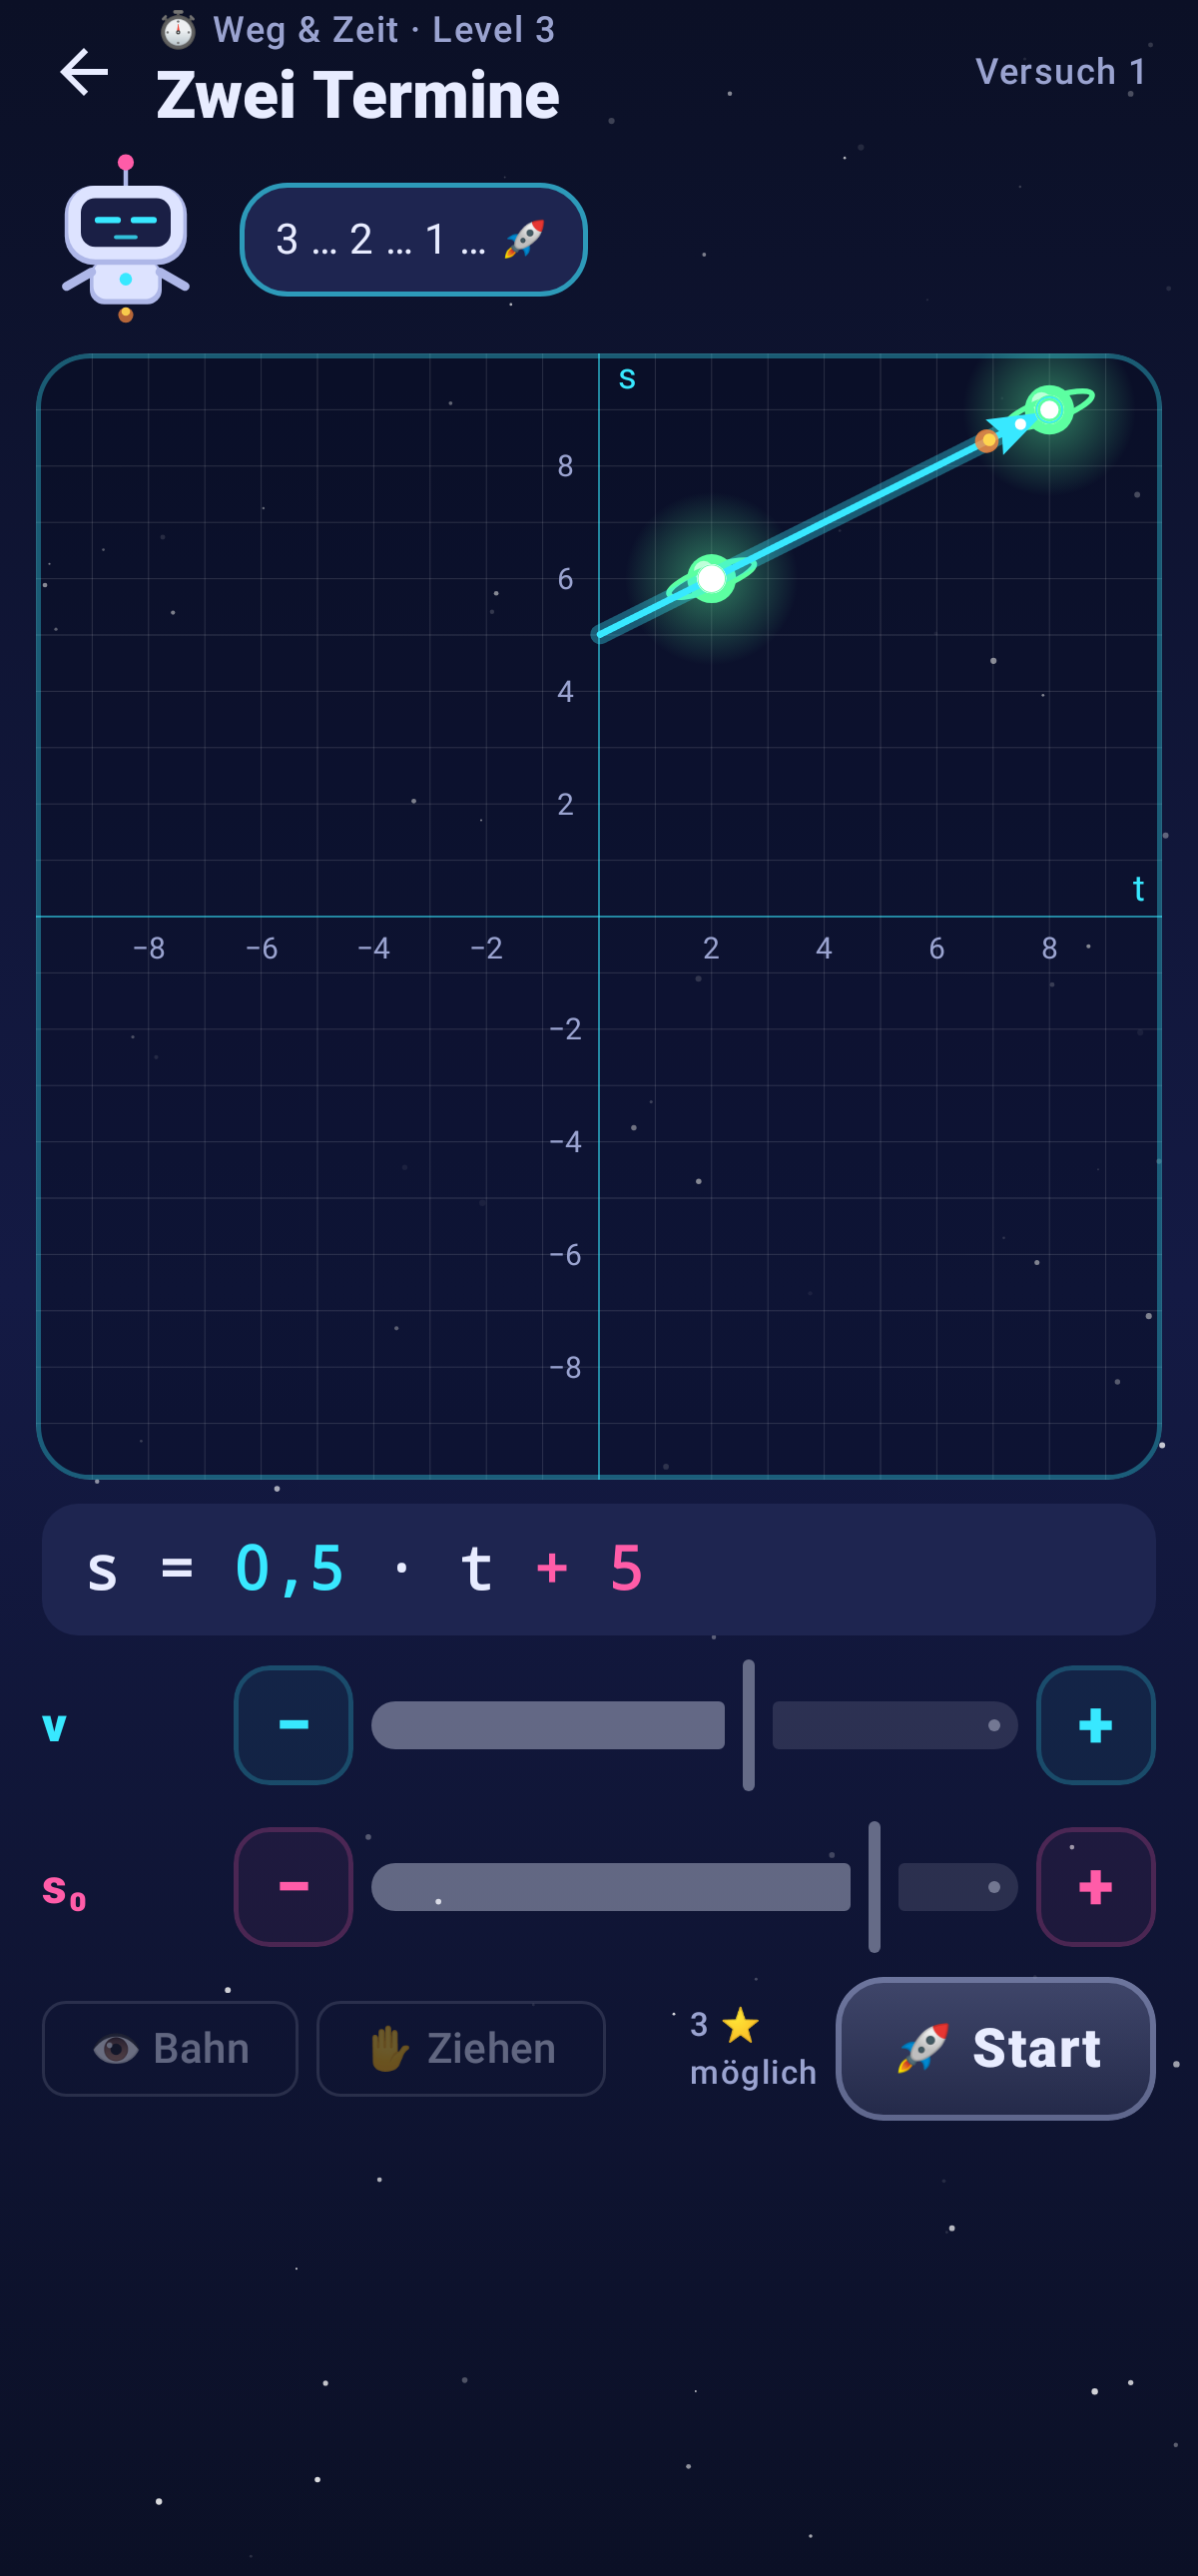 Weg & Zeit · Level 3
Zwei Termine
Versuch 1
3 … 2 … 1 … 🚀
s
8
6
4
2
t
−8 −6 −4 −2 2 4 6 8
−2
−4
−6
−8
s = 0,5 · t + 5
v − +
s₀ − +
Bahn
Ziehen
3 ⭐
möglich
Start